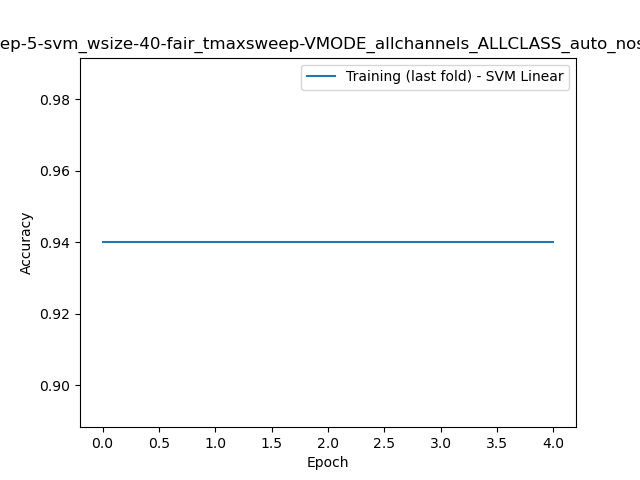 ep-5-svm_wsize-40-fair_tmaxsweep-VMODE_allchannels_ALLCLASS_auto_nos
Training (last fold) - SVM Linear
0.98
0.96
0.94
0.92
0.90
Accuracy
0.0 0.5 1.0 1.5 2.0 2.5 3.0 3.5 4.0
Epoch